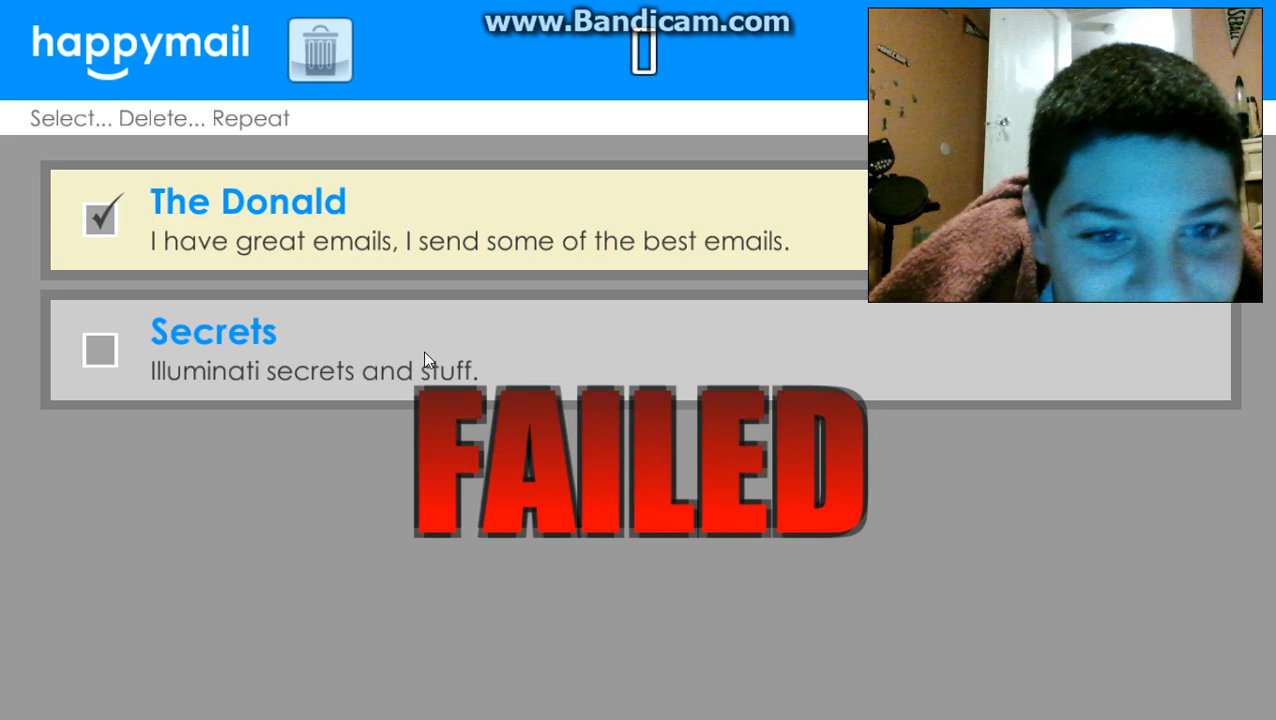 www.Bandicam.com
happymail
0
Select... Delete... Repeat
The Donald
I have great emails, I send some of the best emails.
Secrets
Illuminati secrets and stuff.
FAILED